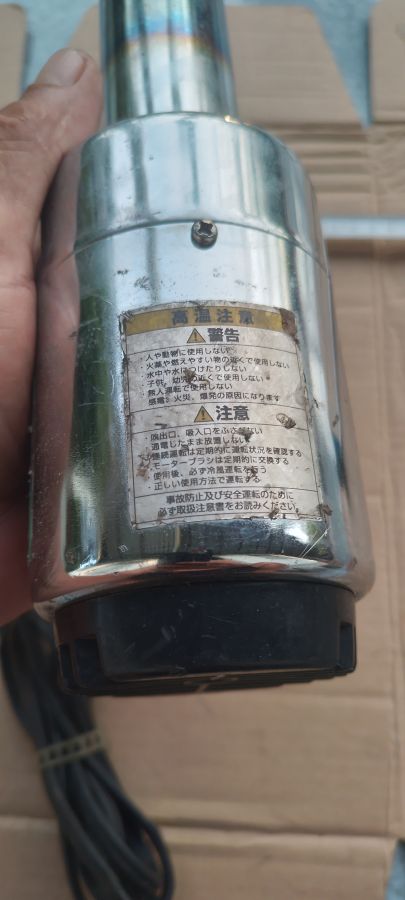 高温注意
⚠警告
・人や動物に使用しない
・火薬や燃えやすい物の近くで使用しない
・水中や水につけたりしない
・子供、幼児の近くで使用しない
・無人運転で使用しない
感電、火災、爆発の原因になります
⚠注意
・吹出口、吸入口をふさがない
・通電したまま放置しない
・連続運転は定期的に運転状況を確認する
・モーターブラシは定期的に交換する
・使用後、必ず冷風運転を行う
・正しい使用方法で運転する
事故防止及び安全運転のために
必ず取扱注意書をお読みください。